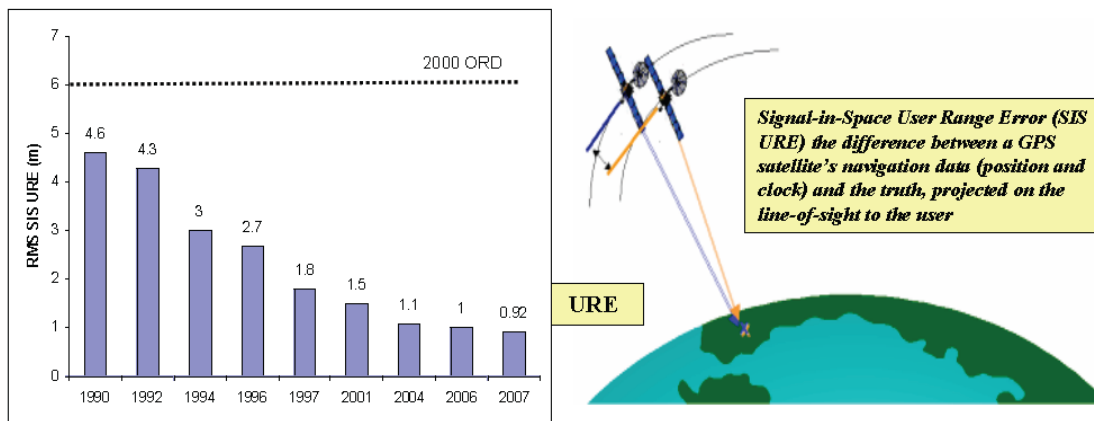 7
6
5
4
3
2
1
0
RMS SIS URE (m)
2000 ORD
4.6
4.3
3
2.7
1.8
1.5
1.1
1
0.92
1990 1992 1994 1996 1997 2001 2004 2006 2007
URE
Signal-in-Space User Range Error (SIS
URE) the difference between a GPS
satellite's navigation data (position and
clock) and the truth, projected on the
line-of-sight to the user